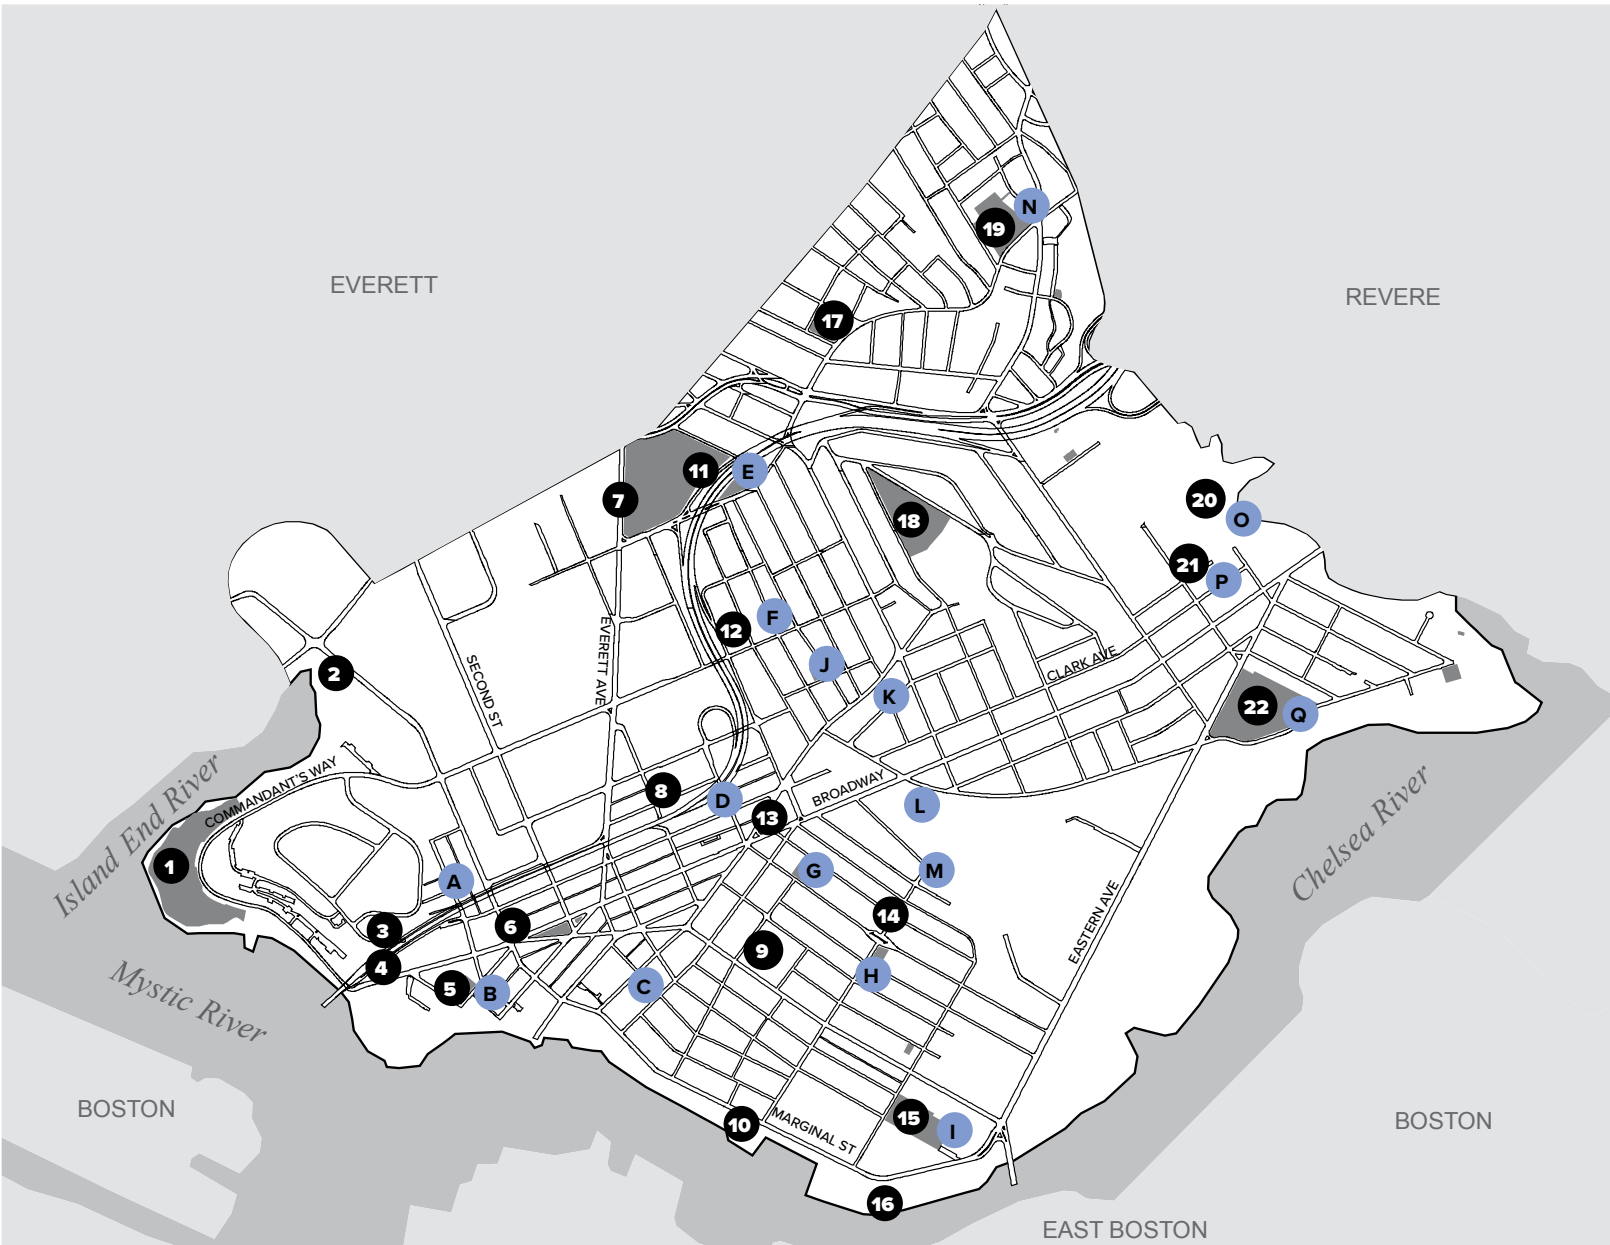 N
19
EVERETT
REVERE
17
11
E
7
20
18
O
21
P
F
12
EVERETT AVE
J
CLARK AVE
2
SECOND ST
K
22
Q
COMMANDANT'S WAY
8
D
BROADWAY
L
13
Island End River
Chelsea River
1
A
G
M
14
6
3
EASTERN AVE
9
4
H
5
B
C
Mystic River
BOSTON
15
10
MARGINAL ST
I
BOSTON
16
EAST BOSTON